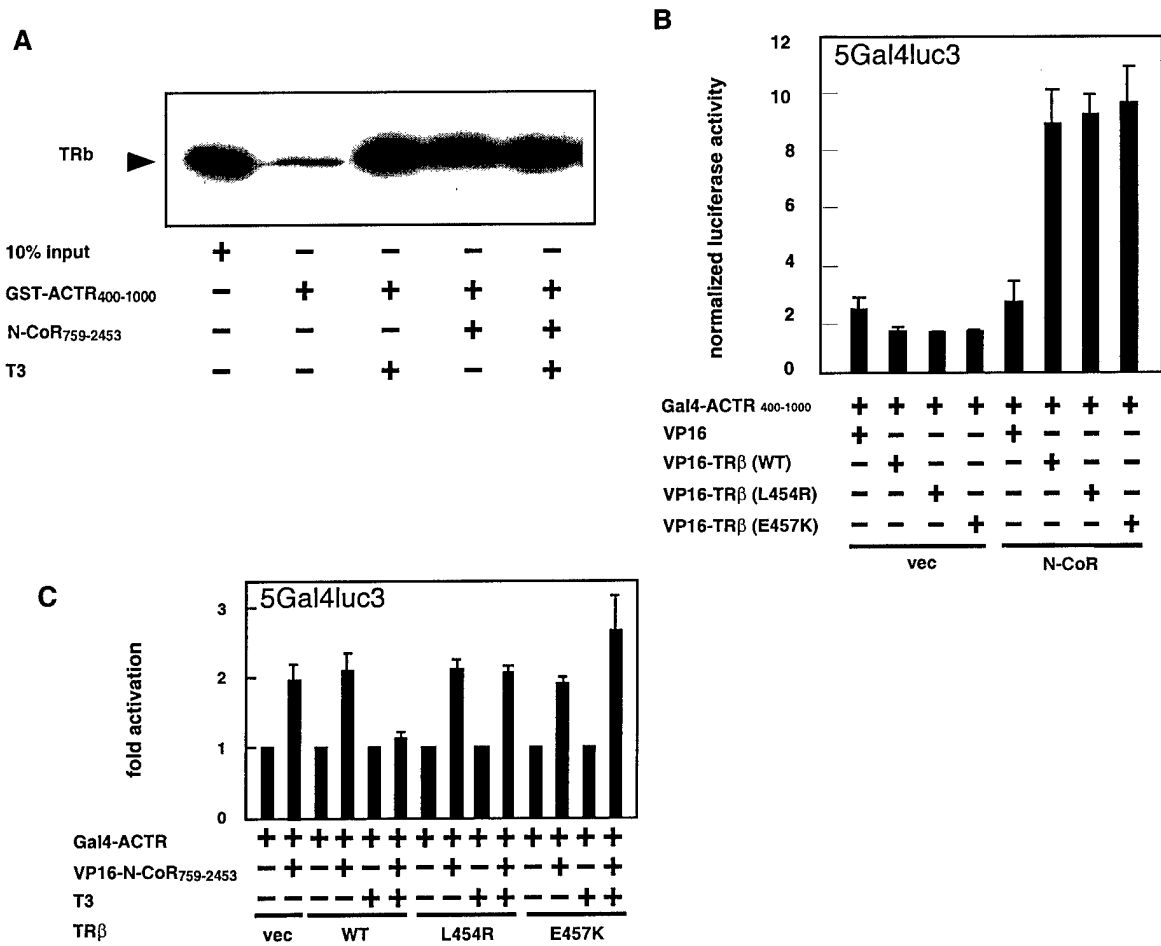 A
TRb
10% input + − − − −
GST-ACTR400-1000 − + + + +
N-CoR759-2453 − − − + +
T3 − − + − +
B
5Gal4luc3
normalized luciferase activity
12
10
8
6
4
2
0
Gal4-ACTR 400-1000 + + + + + + + +
VP16 + − − − + − − −
VP16-TRβ (WT) − + − − − + − −
VP16-TRβ (L454R) − − + − − − + −
VP16-TRβ (E457K) − − − + − − − +
vec N-CoR
C
5Gal4luc3
fold activation
3
2
1
0
Gal4-ACTR + + + + + + + + + + + + + +
VP16-N-CoR759-2453 − + − + − + − + − + − + − +
T3 − − − − + + − − + + − − + +
TRβ vec WT L454R E457K